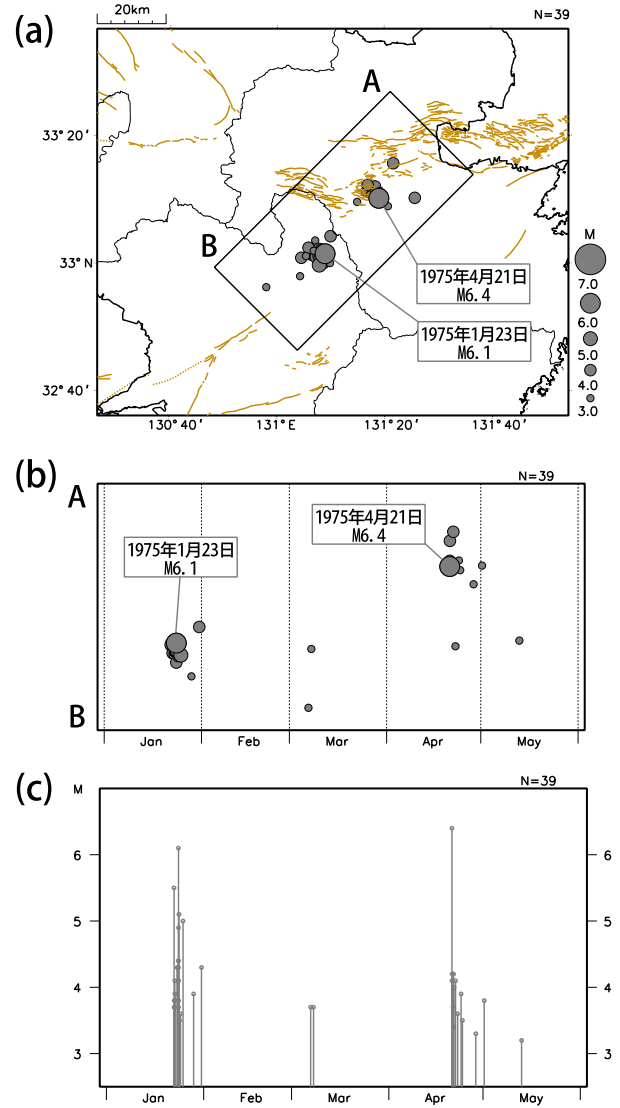 (a)
20km
N=39
A
B
33° 20′
33° N
32° 40′
130° 40′
131° E
131° 20′
131° 40′
1975年4月21日
M6.4
1975年1月23日
M6.1
M
7.0
6.0
5.0
4.0
3.0
(b)
N=39
A
B
1975年1月23日
M6.1
1975年4月21日
M6.4
Jan
Feb
Mar
Apr
May
(c)
M
N=39
6
6
5
5
4
4
3
3
Jan
Feb
Mar
Apr
May